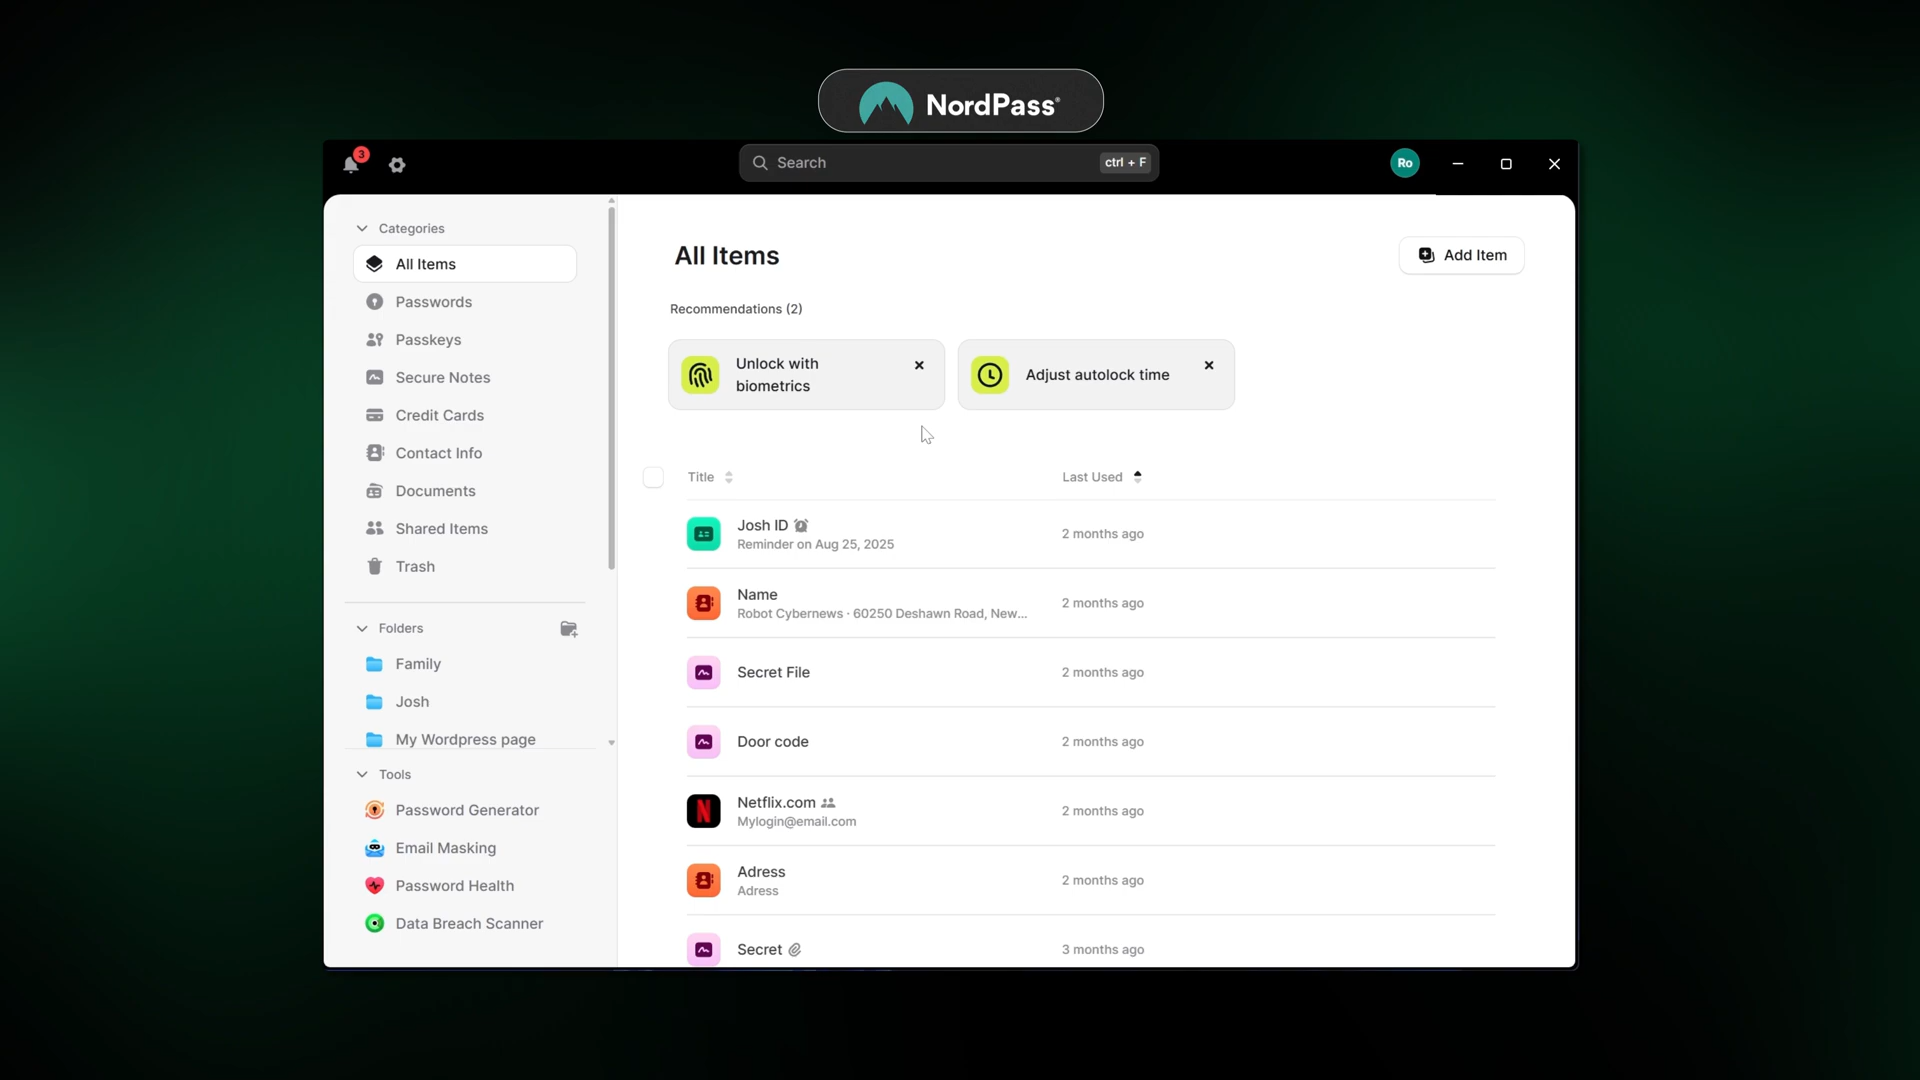 NordPass®
3
Search
ctrl + F
Ro
Categories
All Items
Passwords
Passkeys
Secure Notes
Credit Cards
Contact Info
Documents
Shared Items
Trash
Folders
Family
Josh
My Wordpress page
Tools
Password Generator
Email Masking
Password Health
Data Breach Scanner
All Items
Add Item
Recommendations (2)
Unlock with
biometrics
Adjust autolock time
Title
Last Used
Josh ID
Reminder on Aug 25, 2025
2 months ago
Name
Robot Cybernews · 60250 Deshawn Road, New...
2 months ago
Secret File
2 months ago
Door code
2 months ago
N
Netflix.com
Mylogin@email.com
2 months ago
Adress
Adress
2 months ago
Secret
3 months ago